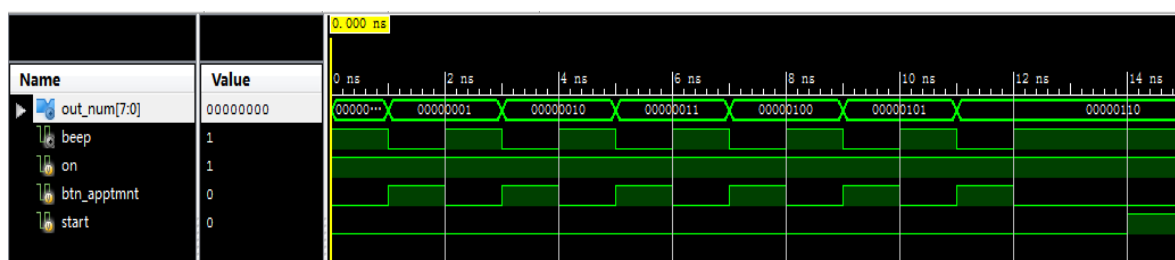 0.000 ns
Name Value 0 ns 2 ns 4 ns 6 ns 8 ns 10 ns 12 ns 14 ns
out_num[7:0] 00000000 00000··· 00000001 00000010 00000011 00000100 00000101 00000110
beep 1
on 1
btn_apptmnt 0
start 0